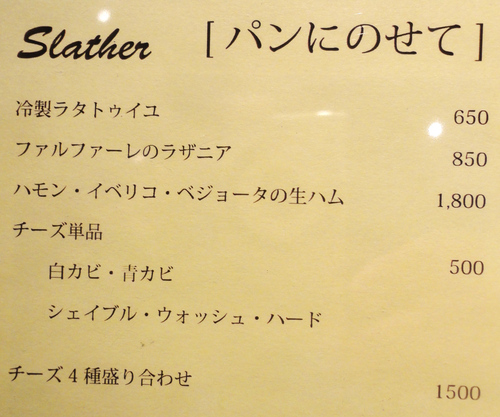 Slather [パンにのせて]
冷製ラタトゥイユ 650
ファルファーレのラザニア 850
ハモン・イベリコ・ベジョータの生ハム 1,800
チーズ単品
白カビ・青カビ 500
シェイブル・ウォッシュ・ハード
チーズ4種盛り合わせ 1500